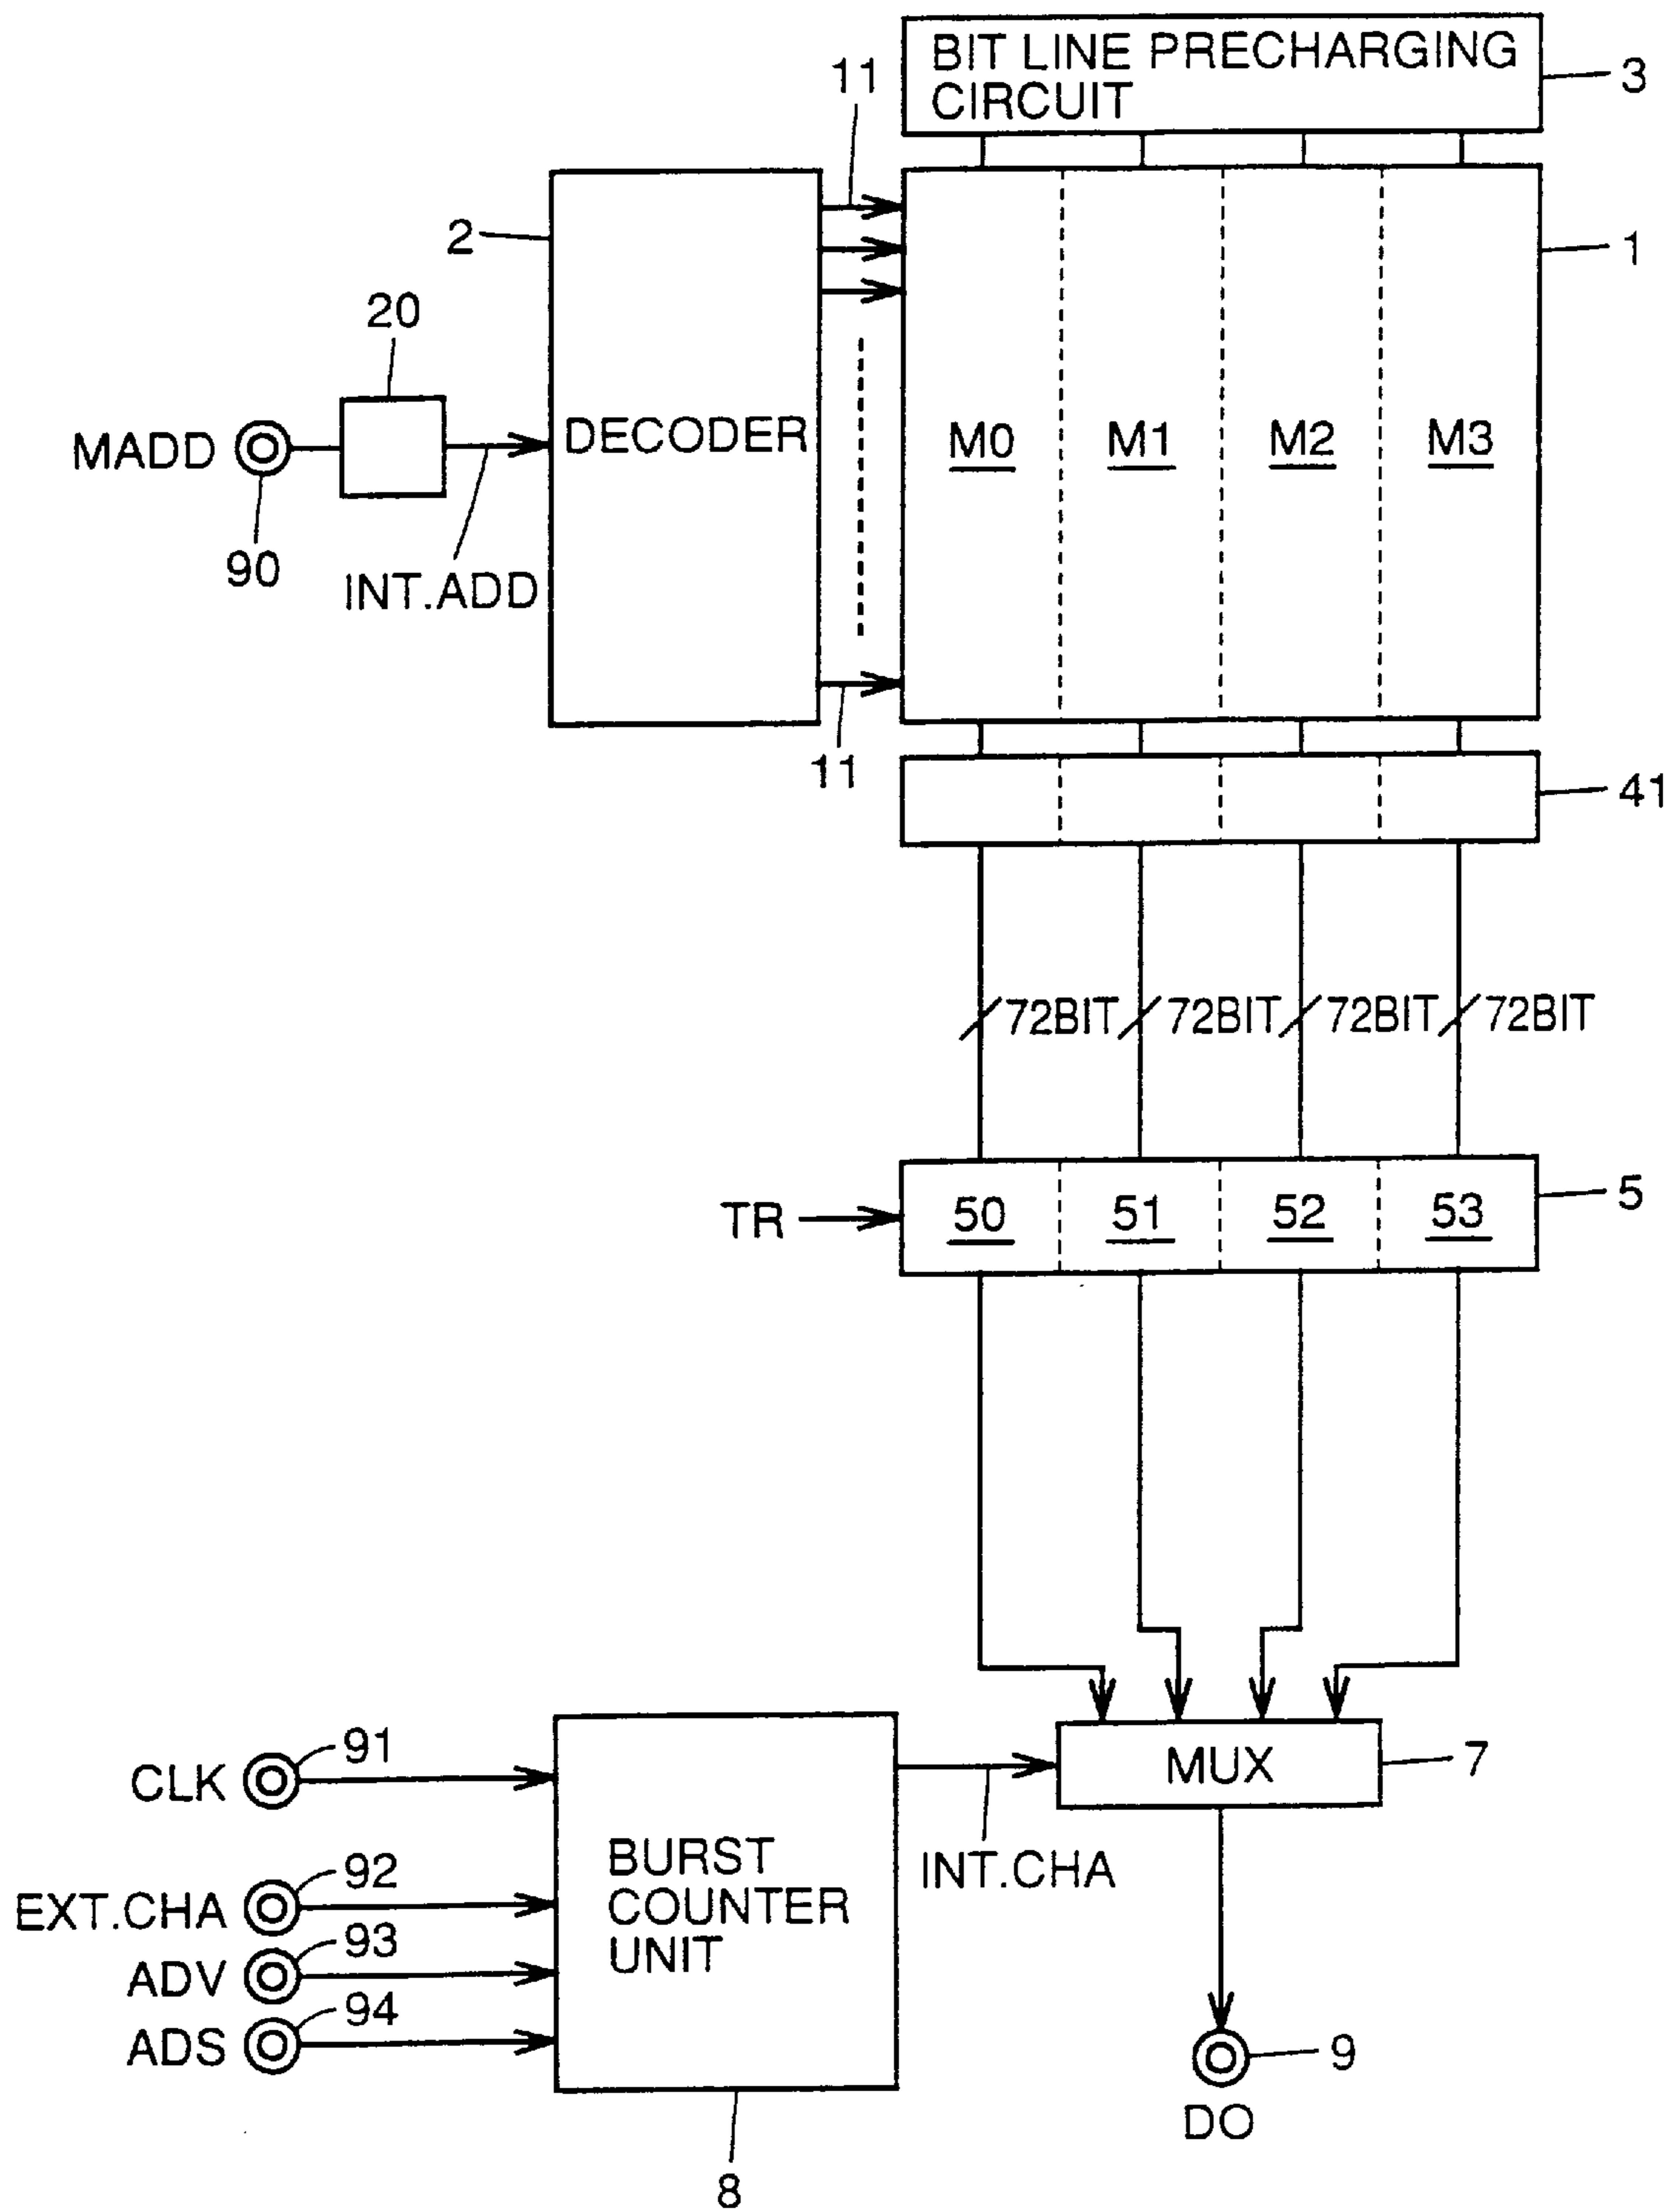 BIT LINE PRECHARGING
CIRCUIT
3
11
2
1
20
MADD
DECODER
M0 M1 M2 M3
90
INT.ADD
11
41
72BIT 72BIT 72BIT 72BIT
TR
50 51 52 53
5
CLK
91
MUX
7
EXT.CHA
92
BURST
COUNTER
UNIT
INT.CHA
ADV
93
ADS
94
9
DO
8